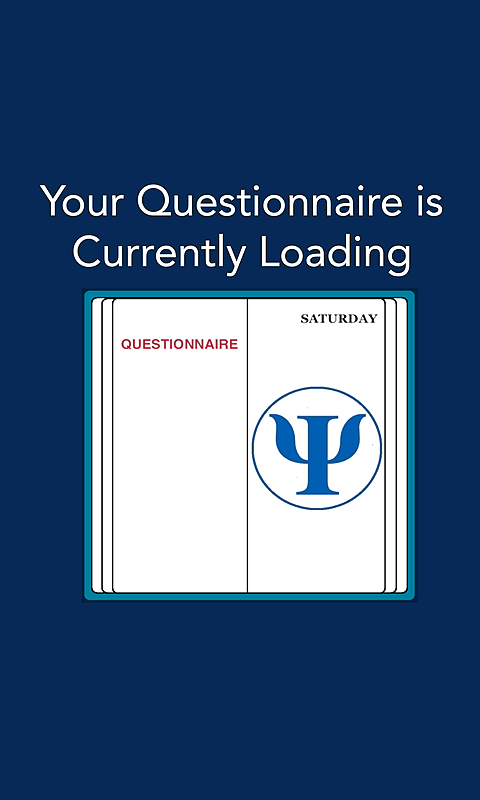 Your Questionnaire is
Currently Loading
SATURDAY
QUESTIONNAIRE
Ψ